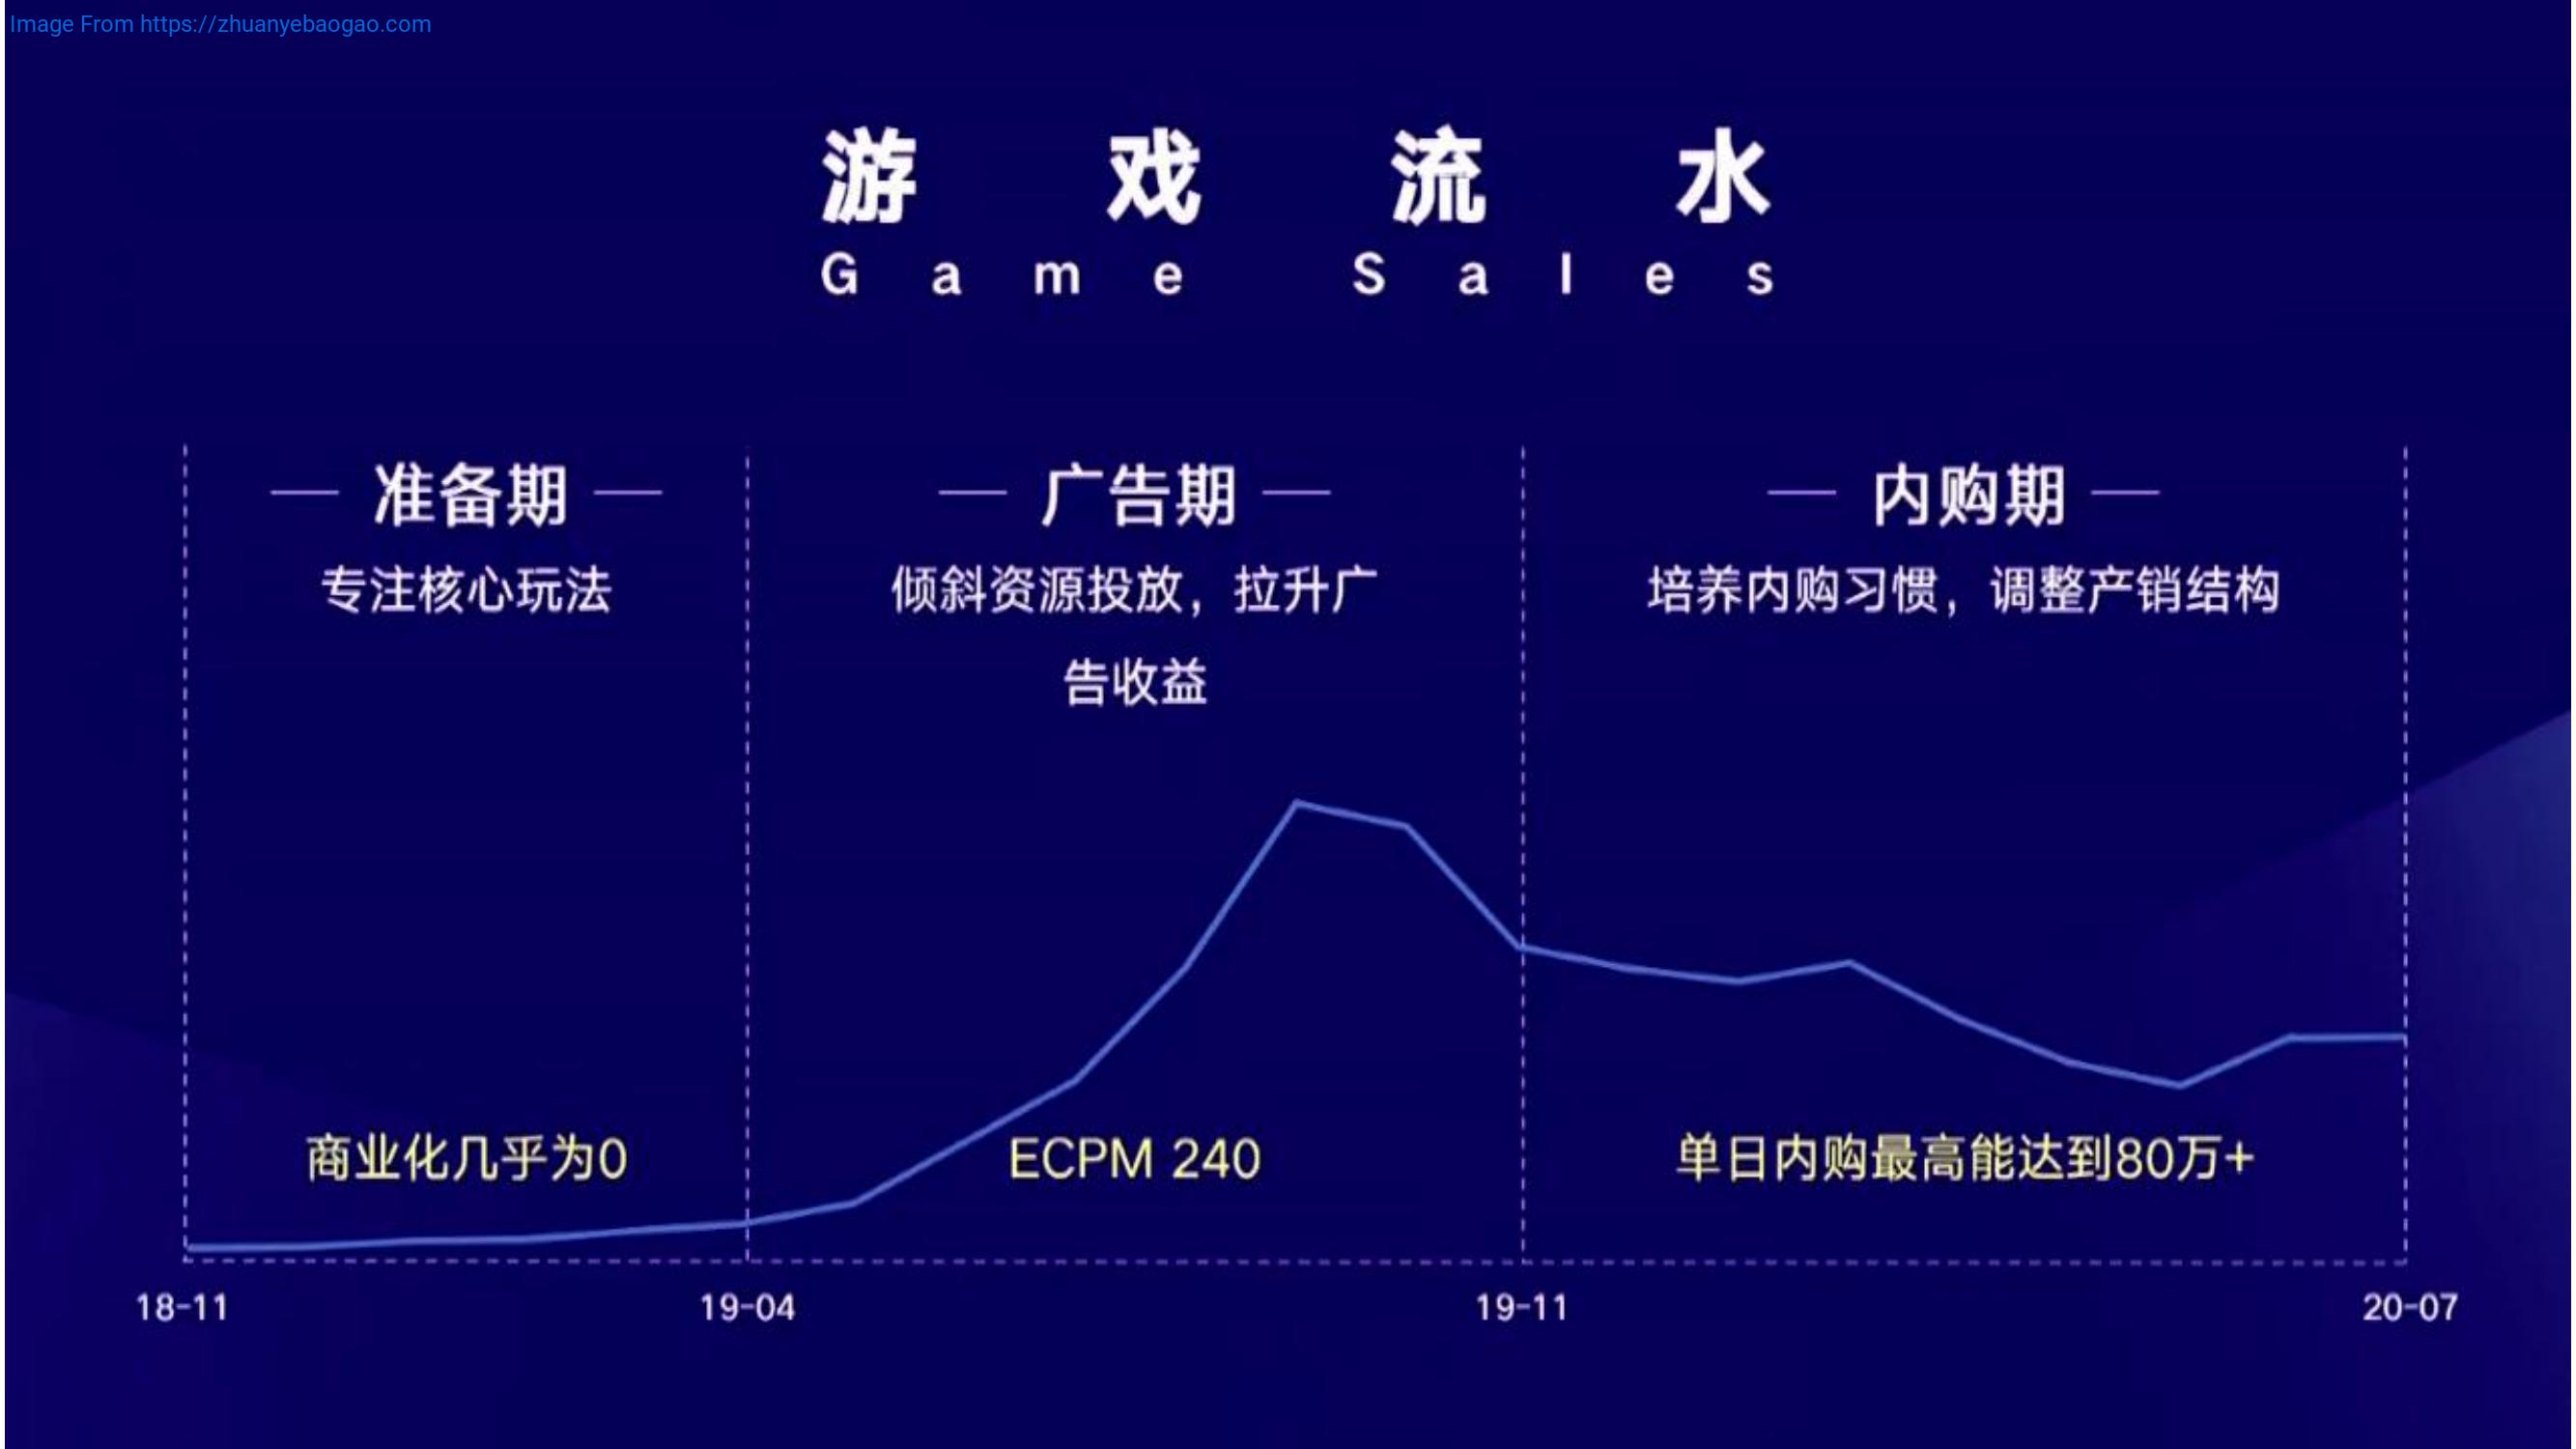 Image From https://zhuanyebaogao.com
游戏流水
Game Sales
准备期
专注核心玩法
商业化几乎为0
广告期
倾斜资源投放，拉升广
告收益
ECPM 240
内购期
培养内购习惯，调整产销结构
单日内购最高能达到80万+
18-11
19-04
19-11
20-07